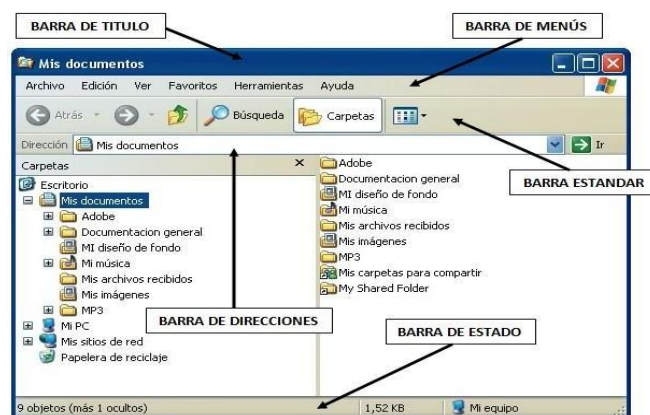 BARRA DE TITULO
BARRA DE MENÚS
Mis documentos
Archivo Edición Ver Favoritos Herramientas Ayuda
Atrás Búsqueda Carpetas
Dirección Mis documentos Ir
BARRA ESTANDAR
Carpetas
Escritorio
Mis documentos
Adobe
Documentacion general
MI diseño de fondo
Mi música
Mis archivos recibidos
Mis imágenes
MP3
Mi PC
Mis sitios de red
Papelera de reciclaje
Adobe
Documentacion general
MI diseño de fondo
Mi música
Mis archivos recibidos
Mis imágenes
MP3
Mis carpetas para compartir
My Shared Folder
BARRA DE DIRECCIONES
BARRA DE ESTADO
9 objetos (más 1 ocultos) 1,52 KB Mi equipo